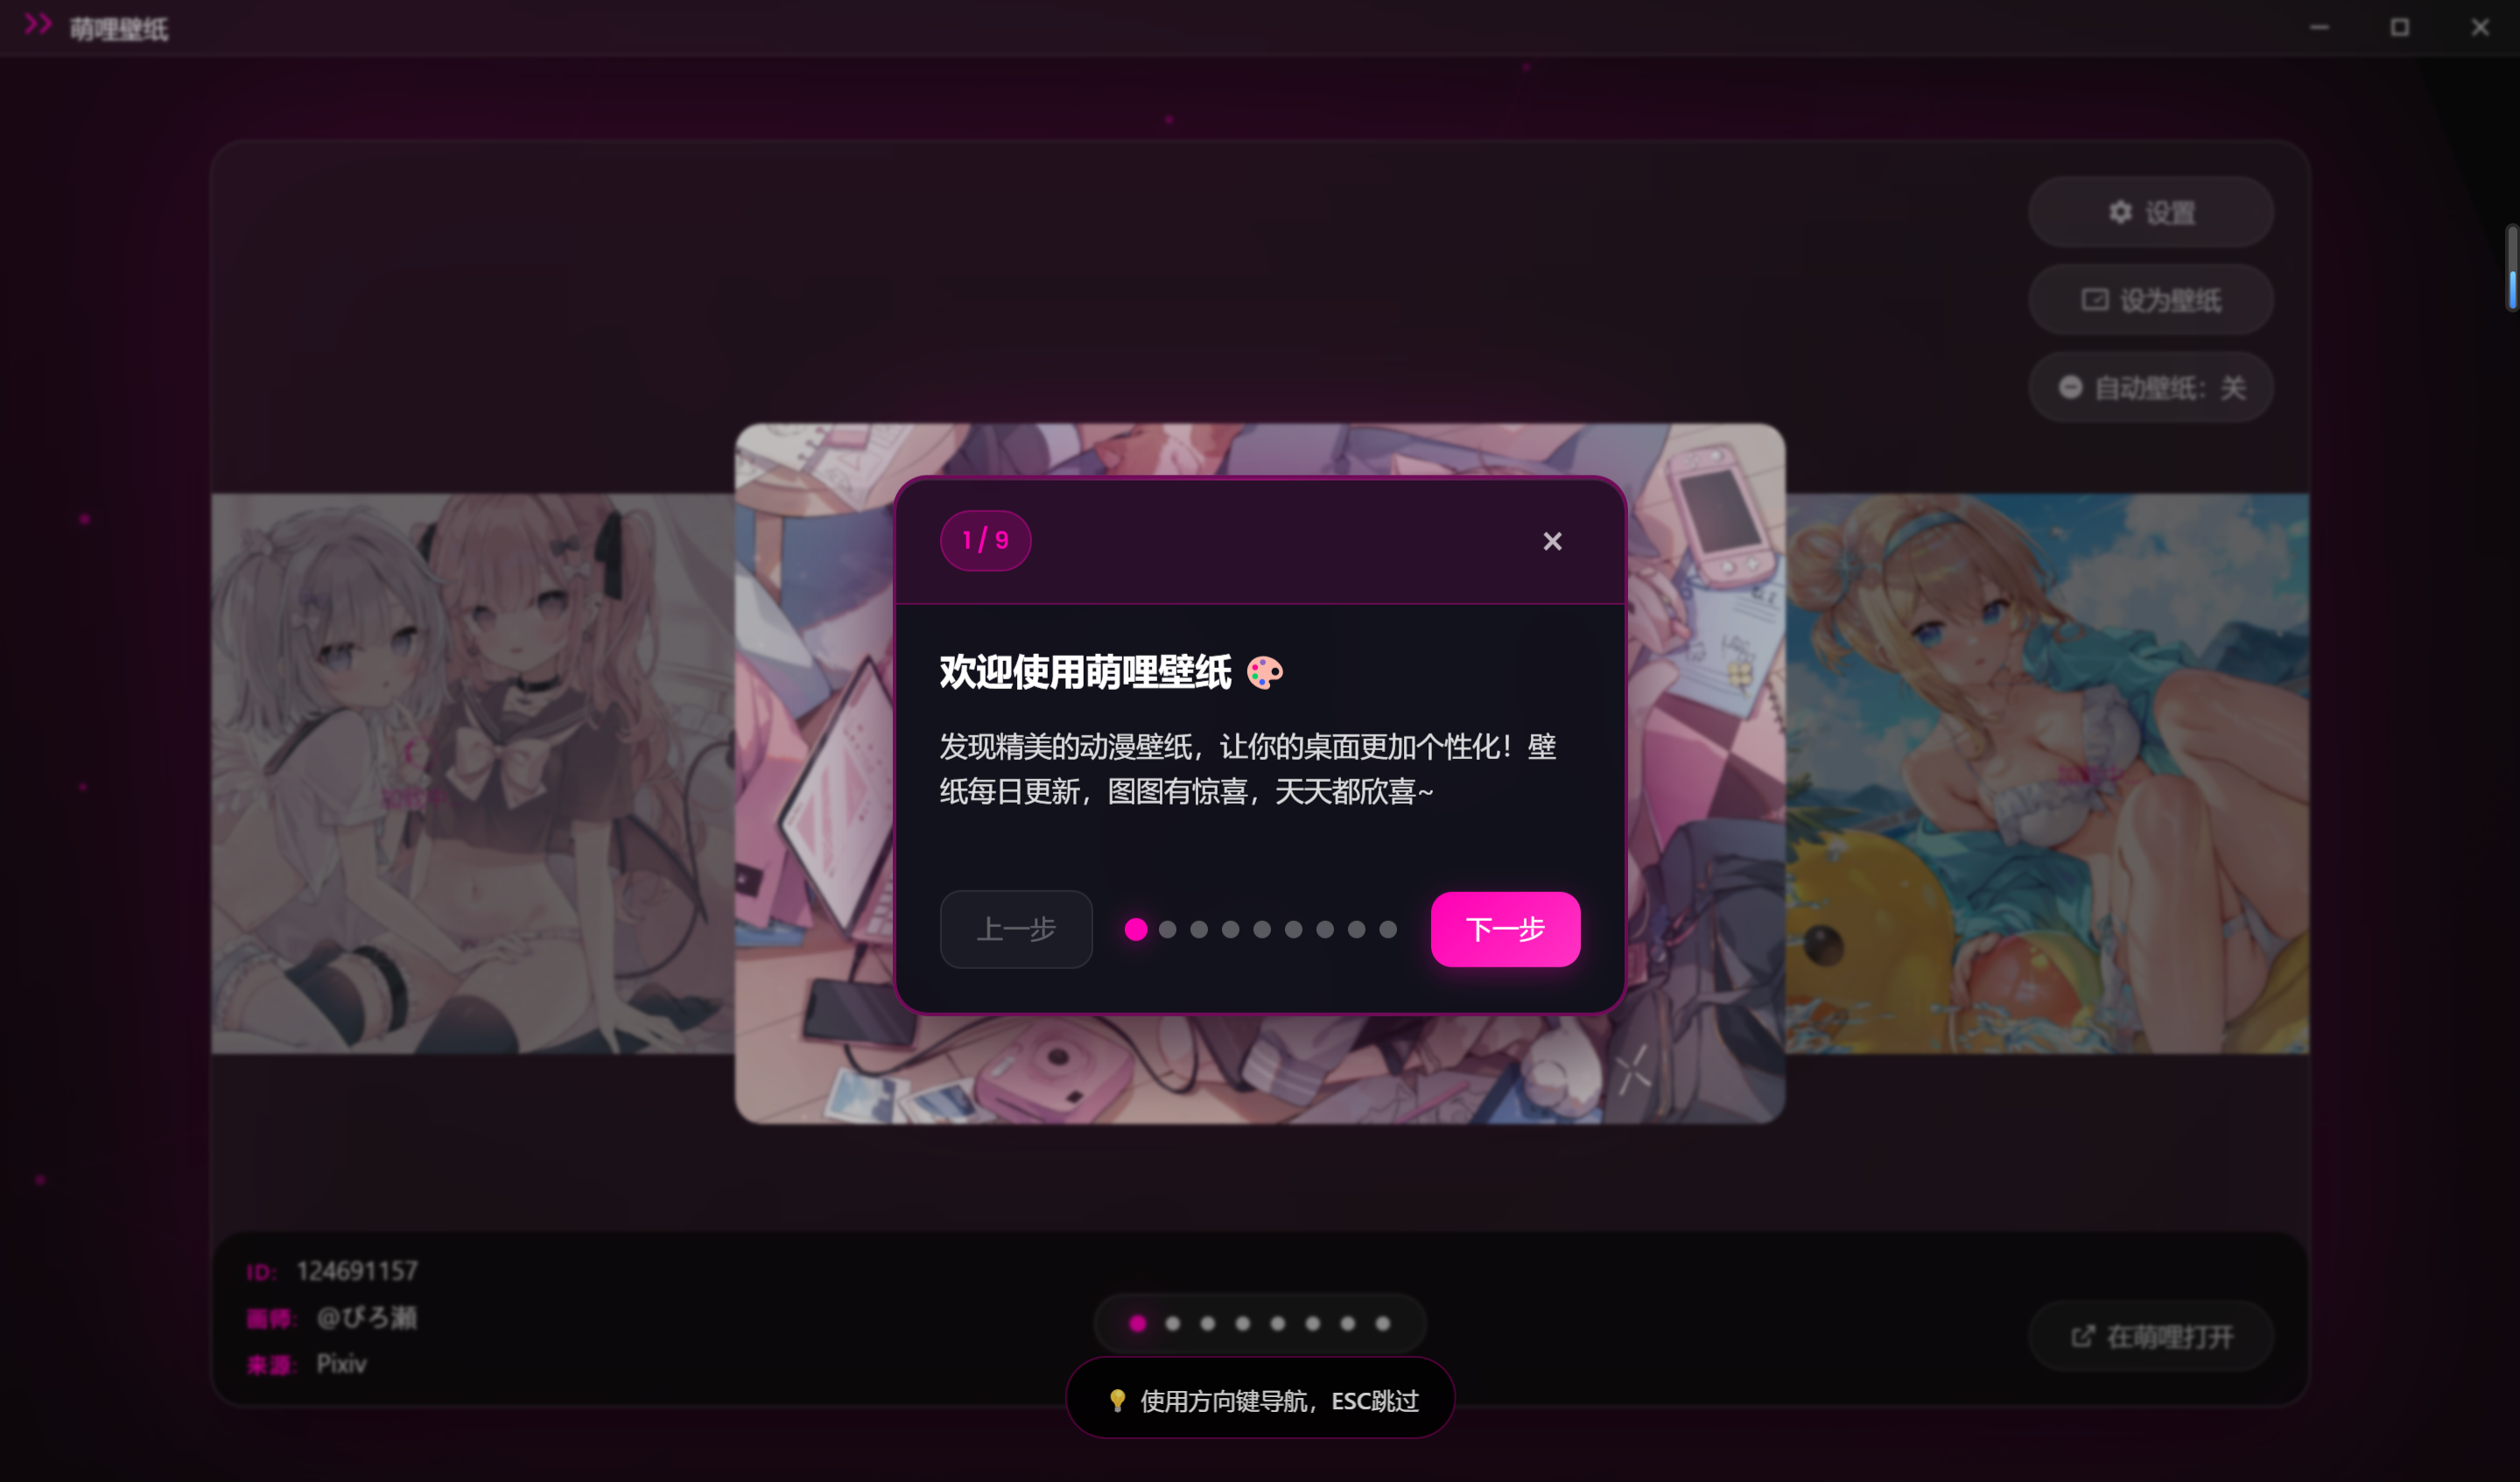 萌哩壁纸
设置
设为壁纸
自动壁纸：关
1 / 9
欢迎使用萌哩壁纸
发现精美的动漫壁纸，让你的桌面更加个性化！壁
纸每日更新，图图有惊喜，天天都欣喜~
上一步
下一步
ID: 124691157
画师: @ぴろ瀬
来源: Pixiv
在萌哩打开
使用方向键导航，ESC跳过